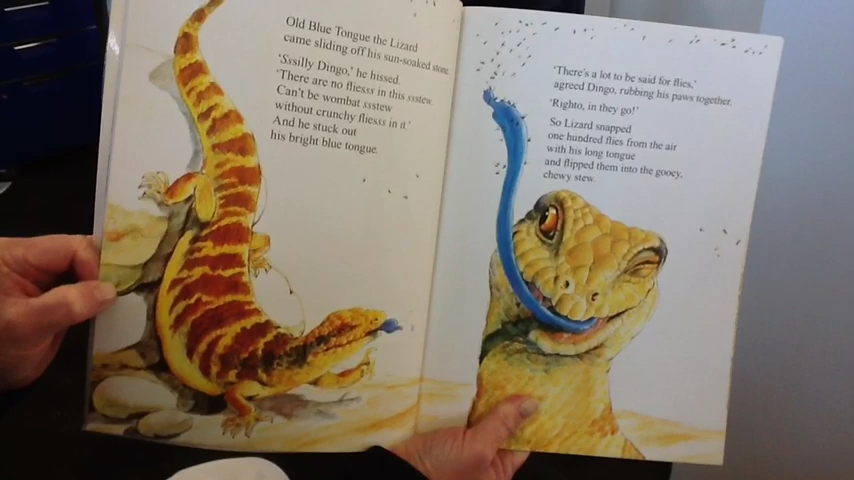 Old Blue Tongue the Lizard
came sliding off his sun-soaked stone.
'Sssilly Dingo,' he hissed.
'There are no fliesss in this ssstew.
Can't be wombat ssstew
without crunchy fliesss in it.'
And he stuck out
his bright blue tongue.
'There's a lot to be said for flies,'
agreed Dingo, rubbing his paws together.
'Righto, in they go!'
So Lizard snapped
one hundred flies from the air
with his long tongue
and flipped them into the gooey,
chewy stew.